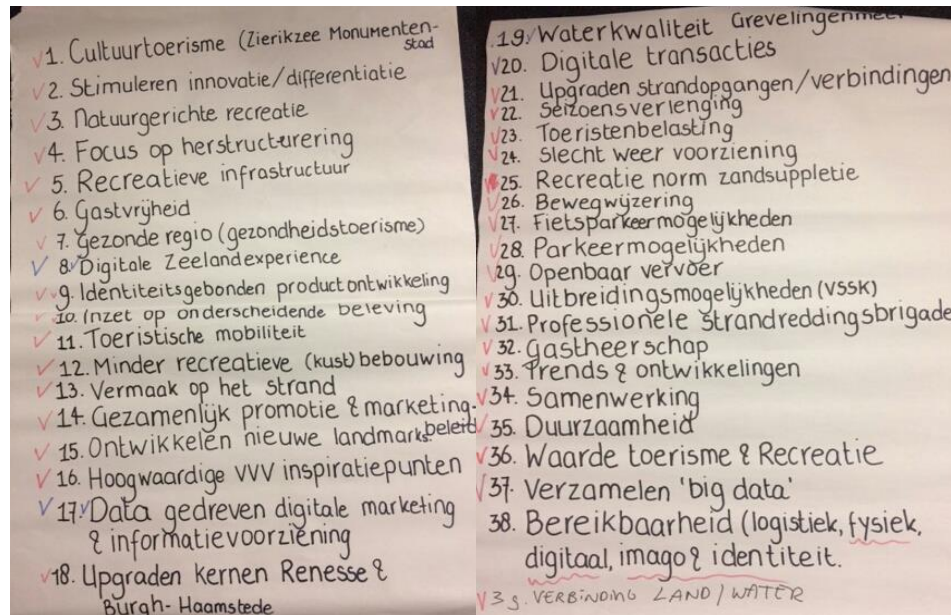 1. Cultuurtoerisme (Zierikzee Monumenten-
stad
2. Stimuleren innovatie/differentiatie
3. Natuurgerichte recreatie
4. Focus op herstructurering
5. Recreatieve infrastructuur
6. Gastvrijheid
7. Gezonde regio (gezondheidstoerisme)
8. Digitale Zeelandexperience
9. Identiteitsgebonden productontwikkeling
10. Inzet op onderscheidende beleving
11. Toeristische mobiliteit
12. Minder recreatieve (kust) bebouwing
13. Vermaak op het strand
14. Gezamenlijk promotie & marketing-
beleid
15. Ontwikkelen nieuwe landmarks
16. Hoogwaardige VVV inspiratiepunten
17. Data gedreven digitale marketing
& informatievoorziening
18. Upgraden kernen Renesse &
Burgh-Haamstede
19. Waterkwaliteit Grevelingenmeer
20. Digitale transacties
21. Upgraden strandopgangen/verbindingen
22. Seizoensverlenging
23. Toeristenbelasting
24. Slecht weer voorziening
25. Recreatie norm zandsuppletie
26. Bewegwijzering
27. Fietsparkeermogelijkheden
28. Parkeermogelijkheden
29. Openbaar vervoer
30. Uitbreidingsmogelijkheden (VSSK)
31. Professionele strandreddingsbrigade
32. Gastheerschap
33. Trends & ontwikkelingen
34. Samenwerking
35. Duurzaamheid
36. Waarde toerisme & Recreatie
37. Verzamelen 'big data'
38. Bereikbaarheid (logistiek, fysiek,
digitaal, imago & identiteit.
39. VERBINDING LAND/WATER